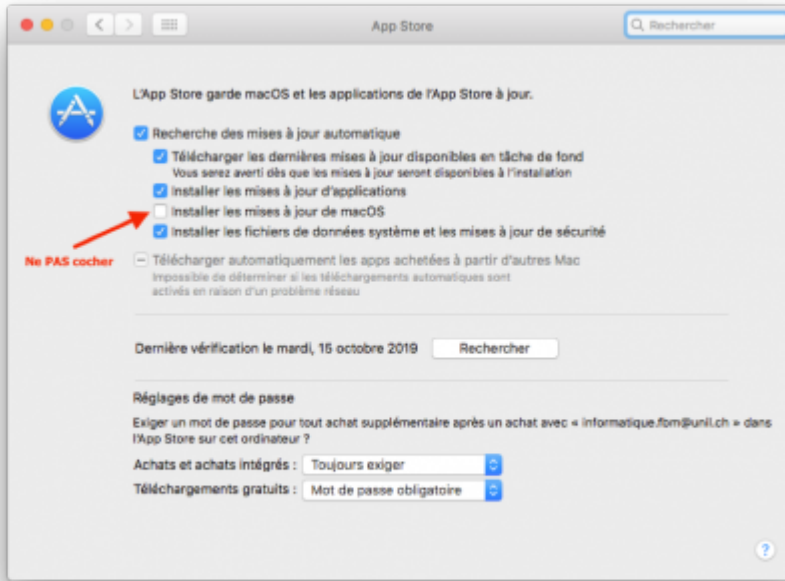 App Store
Rechercher
L'App Store garde macOS et les applications de l'App Store à jour.
Recherche des mises à jour automatique
Télécharger les dernières mises à jour disponibles en tâche de fond
Vous serez averti dès que les mises à jour seront disponibles à l'installation
Installer les mises à jour d'applications
Installer les mises à jour de macOS
Installer les fichiers de données système et les mises à jour de sécurité
Ne PAS cocher
Télécharger automatiquement les apps achetées à partir d'autres Mac
Impossible de déterminer si les téléchargements automatiques sont
activés en raison d'un problème réseau
Dernière vérification le mardi, 15 octobre 2019
Rechercher
Réglages de mot de passe
Exiger un mot de passe pour tout achat supplémentaire après un achat avec « informatique.fbm@unil.ch » dans
l'App Store sur cet ordinateur ?
Achats et achats intégrés : Toujours exiger
Téléchargements gratuits : Mot de passe obligatoire
?